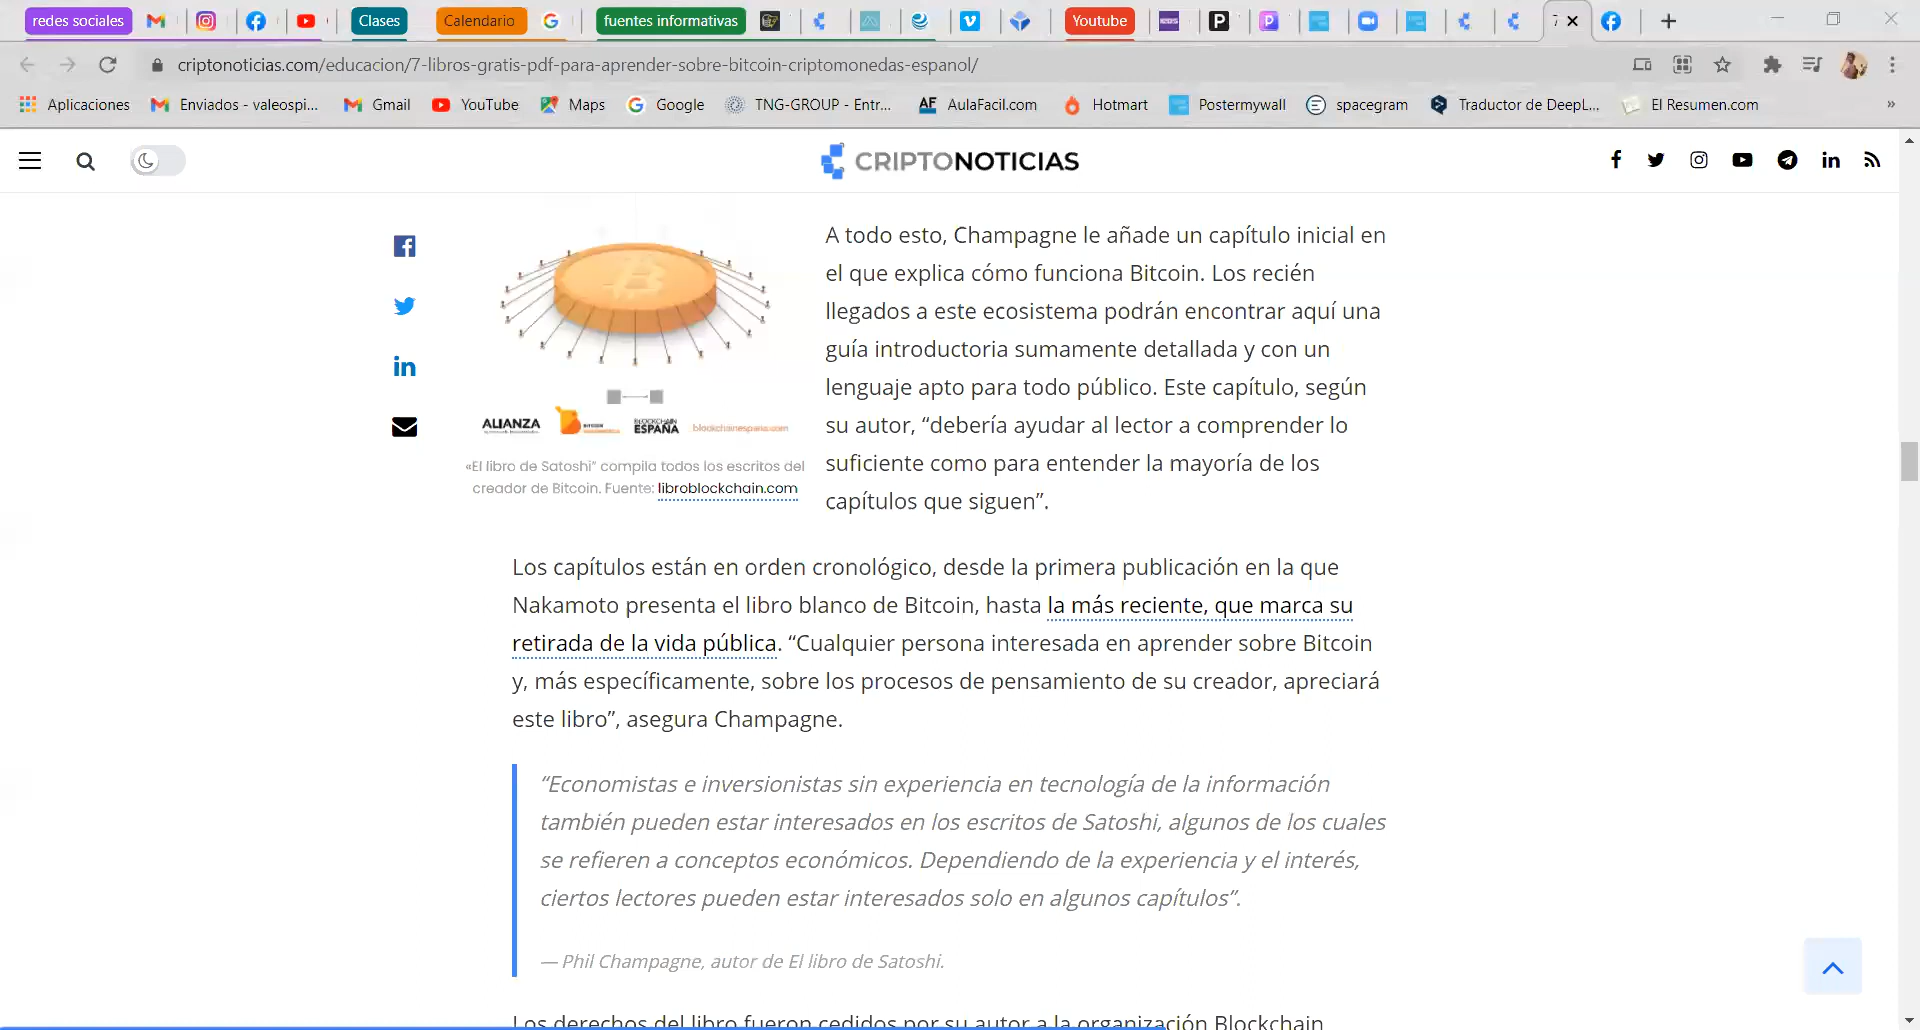 redes sociales
Clases
Calendario
fuentes informativas
Youtube
7
criptonoticias.com/educacion/7-libros-gratis-pdf-para-aprender-sobre-bitcoin-criptomonedas-espanol/
Aplicaciones
Enviados - valeospi...
Gmail
YouTube
Maps
Google
TNG-GROUP - Entr...
AF AulaFacil.com
Hotmart
Postermywall
spacegram
Traductor de DeepL...
El Resumen.com
»
CRIPTONOTICIAS
A todo esto, Champagne le añade un capítulo inicial en
el que explica cómo funciona Bitcoin. Los recién
llegados a este ecosistema podrán encontrar aquí una
guía introductoria sumamente detallada y con un
lenguaje apto para todo público. Este capítulo, según
su autor, “debería ayudar al lector a comprender lo
suficiente como para entender la mayoría de los
capítulos que siguen”.
ALIANZA
BLOCKCHAIN
ESPAÑA
blockchainespana.com
«El libro de Satoshi” compila todos los escritos del
creador de Bitcoin. Fuente: libroblockchain.com
Los capítulos están en orden cronológico, desde la primera publicación en la que
Nakamoto presenta el libro blanco de Bitcoin, hasta la más reciente, que marca su
retirada de la vida pública. “Cualquier persona interesada en aprender sobre Bitcoin
y, más específicamente, sobre los procesos de pensamiento de su creador, apreciará
este libro”, asegura Champagne.
“Economistas e inversionistas sin experiencia en tecnología de la información
también pueden estar interesados en los escritos de Satoshi, algunos de los cuales
se refieren a conceptos económicos. Dependiendo de la experiencia y el interés,
ciertos lectores pueden estar interesados solo en algunos capítulos”.
— Phil Champagne, autor de El libro de Satoshi.
Los derechos del libro fueron cedidos por su autor a la organización Blockchain